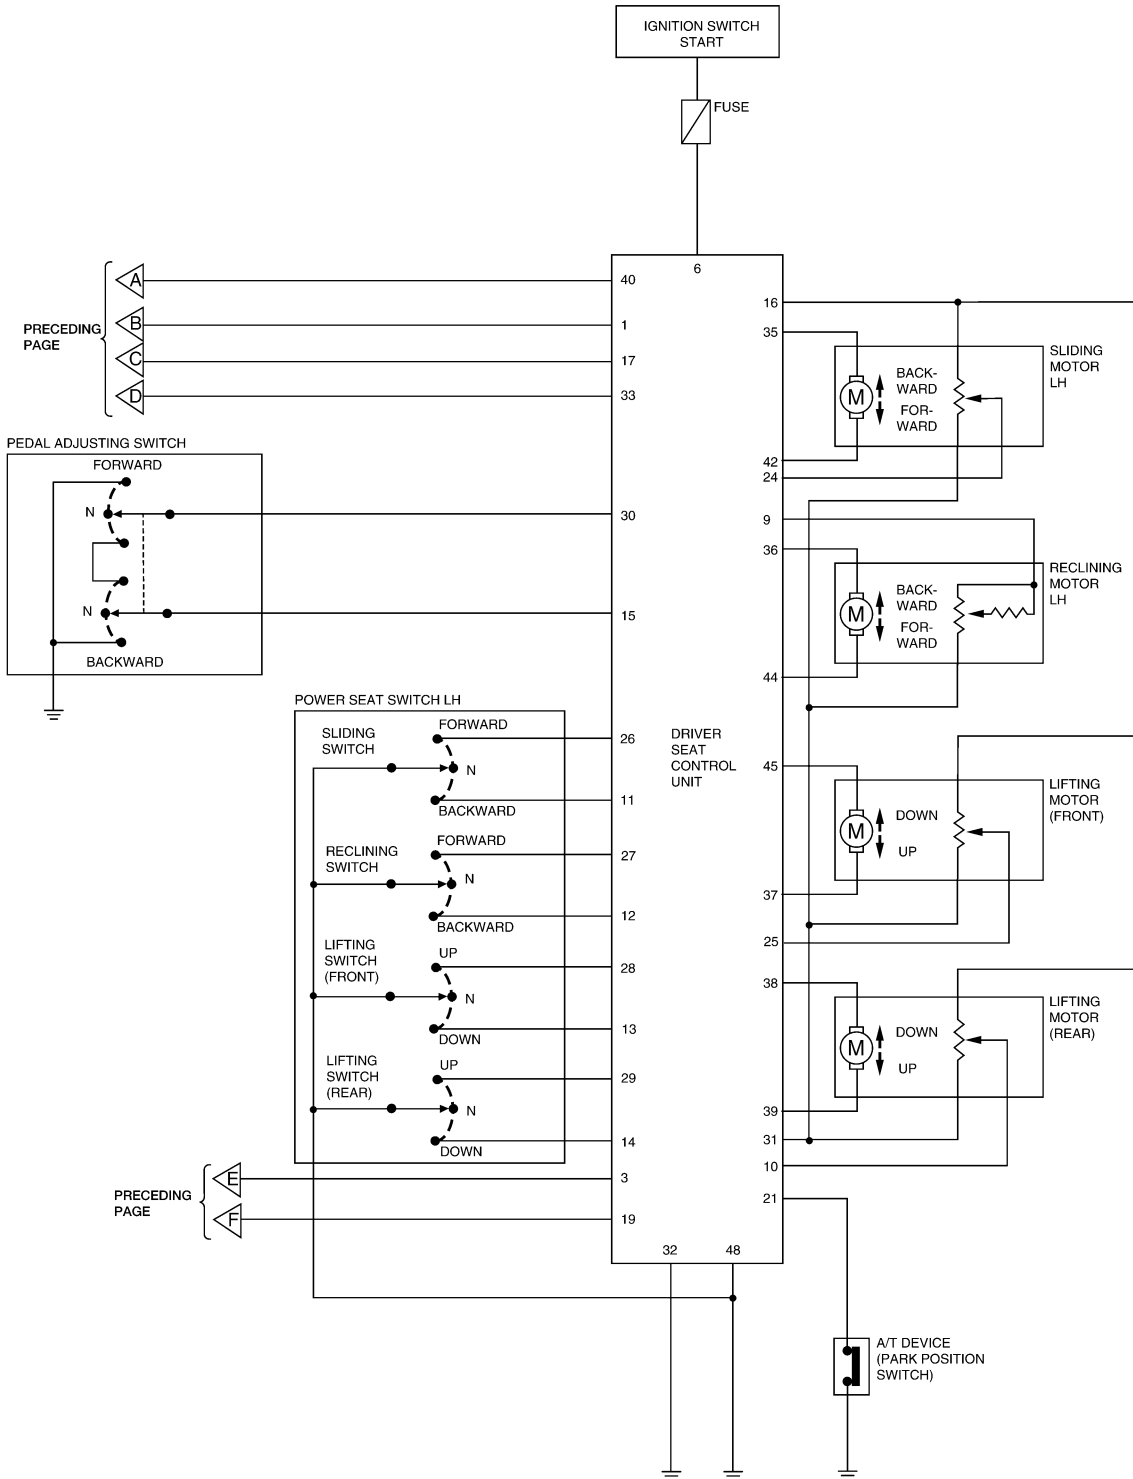 IGNITION SWITCH
START
FUSE
6
A
40
B
1
C
17
D
33
PRECEDING
PAGE
16
35
SLIDING
MOTOR
LH
BACK-
WARD
FOR-
WARD
M
42
24
PEDAL ADJUSTING SWITCH
FORWARD
N
30
N
15
BACKWARD
9
36
RECLINING
MOTOR
LH
BACK-
WARD
FOR-
WARD
M
44
POWER SEAT SWITCH LH
SLIDING
SWITCH
FORWARD
N
BACKWARD
26
11
RECLINING
SWITCH
FORWARD
N
BACKWARD
27
12
LIFTING
SWITCH
(FRONT)
UP
N
DOWN
28
13
LIFTING
SWITCH
(REAR)
UP
N
DOWN
29
14
DRIVER
SEAT
CONTROL
UNIT
45
LIFTING
MOTOR
(FRONT)
DOWN
UP
M
37
25
38
LIFTING
MOTOR
(REAR)
DOWN
UP
M
39
31
10
21
PRECEDING
PAGE
E
3
F
19
32
48
A/T DEVICE
(PARK POSITION
SWITCH)